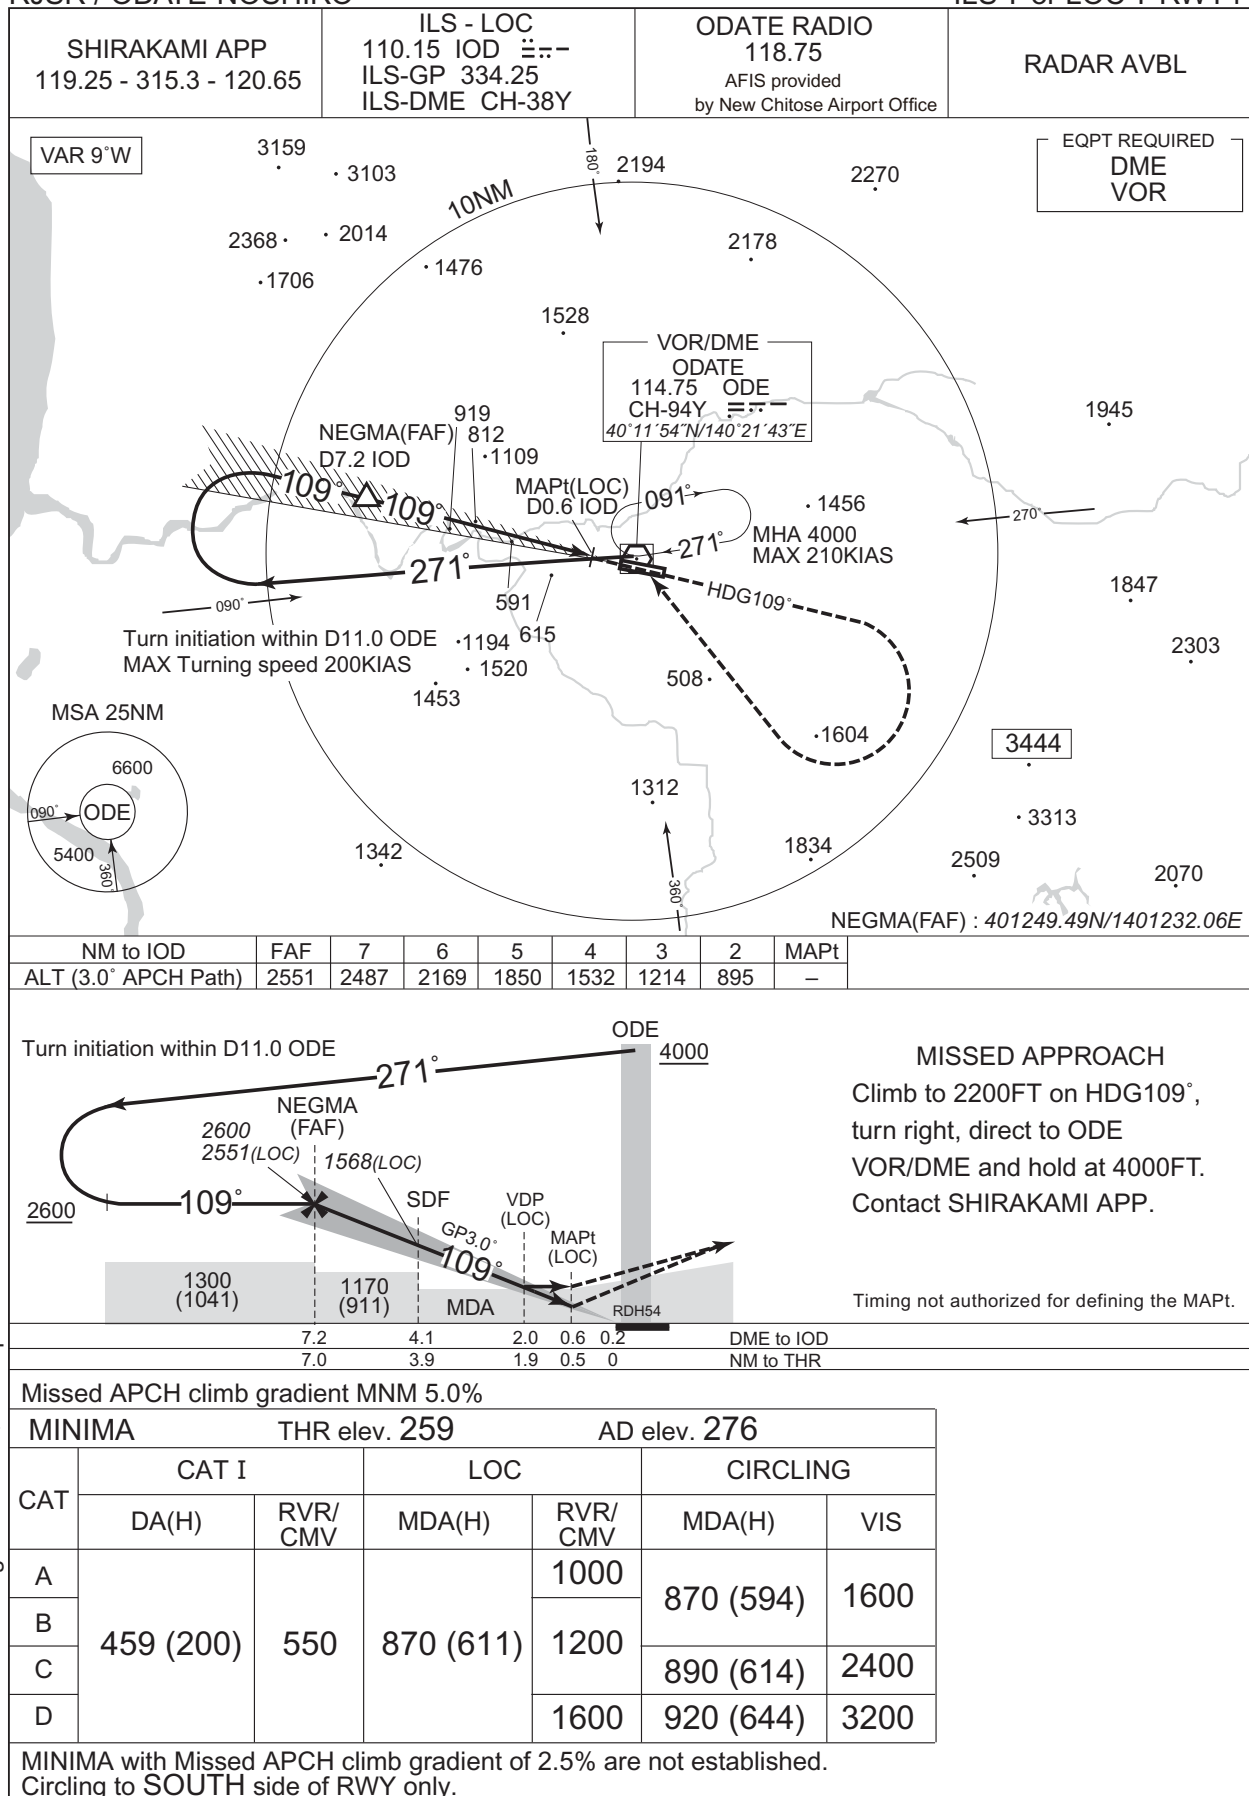 SHIRAKAMI APP
119.25 - 315.3 - 120.65
ILS - LOC
110.15 IOD
ILS-GP 334.25
ILS-DME CH-38Y
ODATE RADIO
118.75
AFIS provided
by New Chitose Airport Office
RADAR AVBL
VAR 9˚W
EQPT REQUIRED
DME
VOR
3159
3103
180˚
2194
2270
10NM
2368
2014
2178
1476
1706
1528
VOR/DME
ODATE
114.75 ODE
CH-94Y
40˚11´54˝N/140˚21´43˝E
1945
919
NEGMA(FAF)
812
D7.2 IOD
1109
109˚
109˚
MAPt(LOC)
D0.6 IOD
091˚
1456
270˚
MHA 4000
MAX 210KIAS
271˚
271˚
HDG109˚
1847
090˚
591
615
Turn initiation within D11.0 ODE
MAX Turning speed 200KIAS
1194
1520
1453
2303
508
MSA 25NM
6600
090˚
ODE
5400
360˚
1604
3444
1312
3313
1342
1834
2509
2070
360˚
NEGMA(FAF) : 401249.49N/1401232.06E
NM to IOD FAF 7 6 5 4 3 2 MAPt
ALT (3.0˚ APCH Path) 2551 2487 2169 1850 1532 1214 895 –
Turn initiation within D11.0 ODE
ODE
4000
271˚
NEGMA
(FAF)
2600
2551(LOC)
1568(LOC)
SDF
VDP
(LOC)
MAPt
(LOC)
2600
109˚
GP3.0˚
109˚
1300
(1041)
1170
(911)
MDA
RDH54
7.2 4.1 2.0 0.6 0.2 DME to IOD
7.0 3.9 1.9 0.5 0 NM to THR
MISSED APPROACH
Climb to 2200FT on HDG109˚,
turn right, direct to ODE
VOR/DME and hold at 4000FT.
Contact SHIRAKAMI APP.
Timing not authorized for defining the MAPt.
Missed APCH climb gradient MNM 5.0%
MINIMA THR elev. 259 AD elev. 276
CAT
CAT I
LOC
CIRCLING
DA(H)
RVR/
CMV
MDA(H)
RVR/
CMV
MDA(H)
VIS
A
B
C
D
459 (200)
550
870 (611)
1000
1200
1600
870 (594)
1600
890 (614)
2400
920 (644)
3200
MINIMA with Missed APCH climb gradient of 2.5% are not established.
Circling to SOUTH side of RWY only.